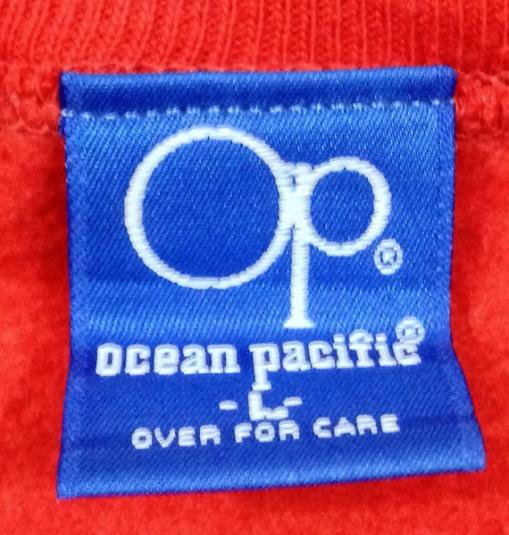 Op®
ocean pacific®
- L -
OVER FOR CARE